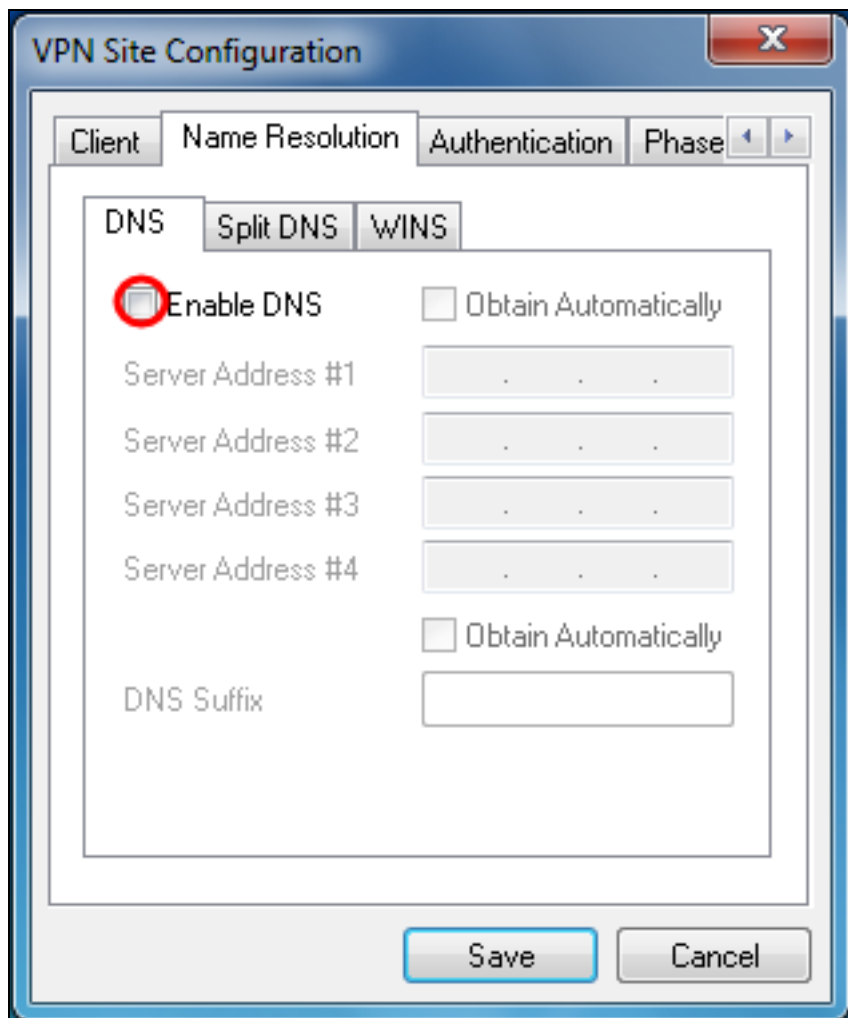 VPN Site Configuration
Client Name Resolution Authentication Phase
DNS Split DNS WINS
Enable DNS Obtain Automatically
Server Address #1 . . .
Server Address #2 . . .
Server Address #3 . . .
Server Address #4 . . .
Obtain Automatically
DNS Suffix
Save Cancel